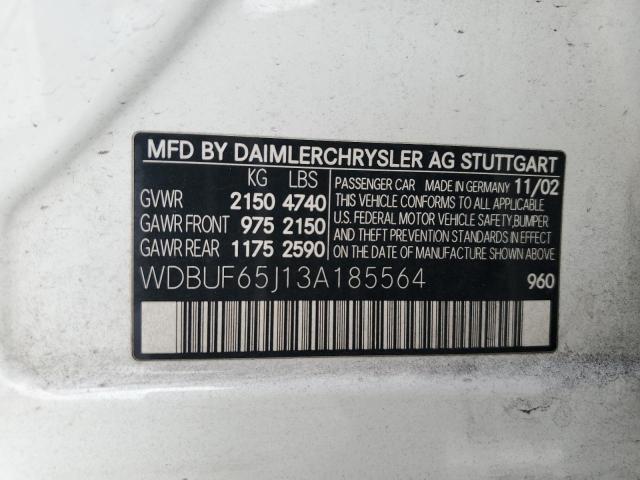 MFD BY DAIMLERCHRYSLER AG STUTTGART
KG LBS
GVWR 2150 4740
GAWR FRONT 975 2150
GAWR REAR 1175 2590
PASSENGER CAR MADE IN GERMANY 11/02
THIS VEHICLE CONFORMS TO ALL APPLICABLE
U.S. FEDERAL MOTOR VEHICLE SAFETY, BUMPER
AND THEFT PREVENTION STANDARDS IN EFFECT
ON THE DATE OF MANUFACTURE SHOWN ABOVE.
WDBUF65J13A185564 960